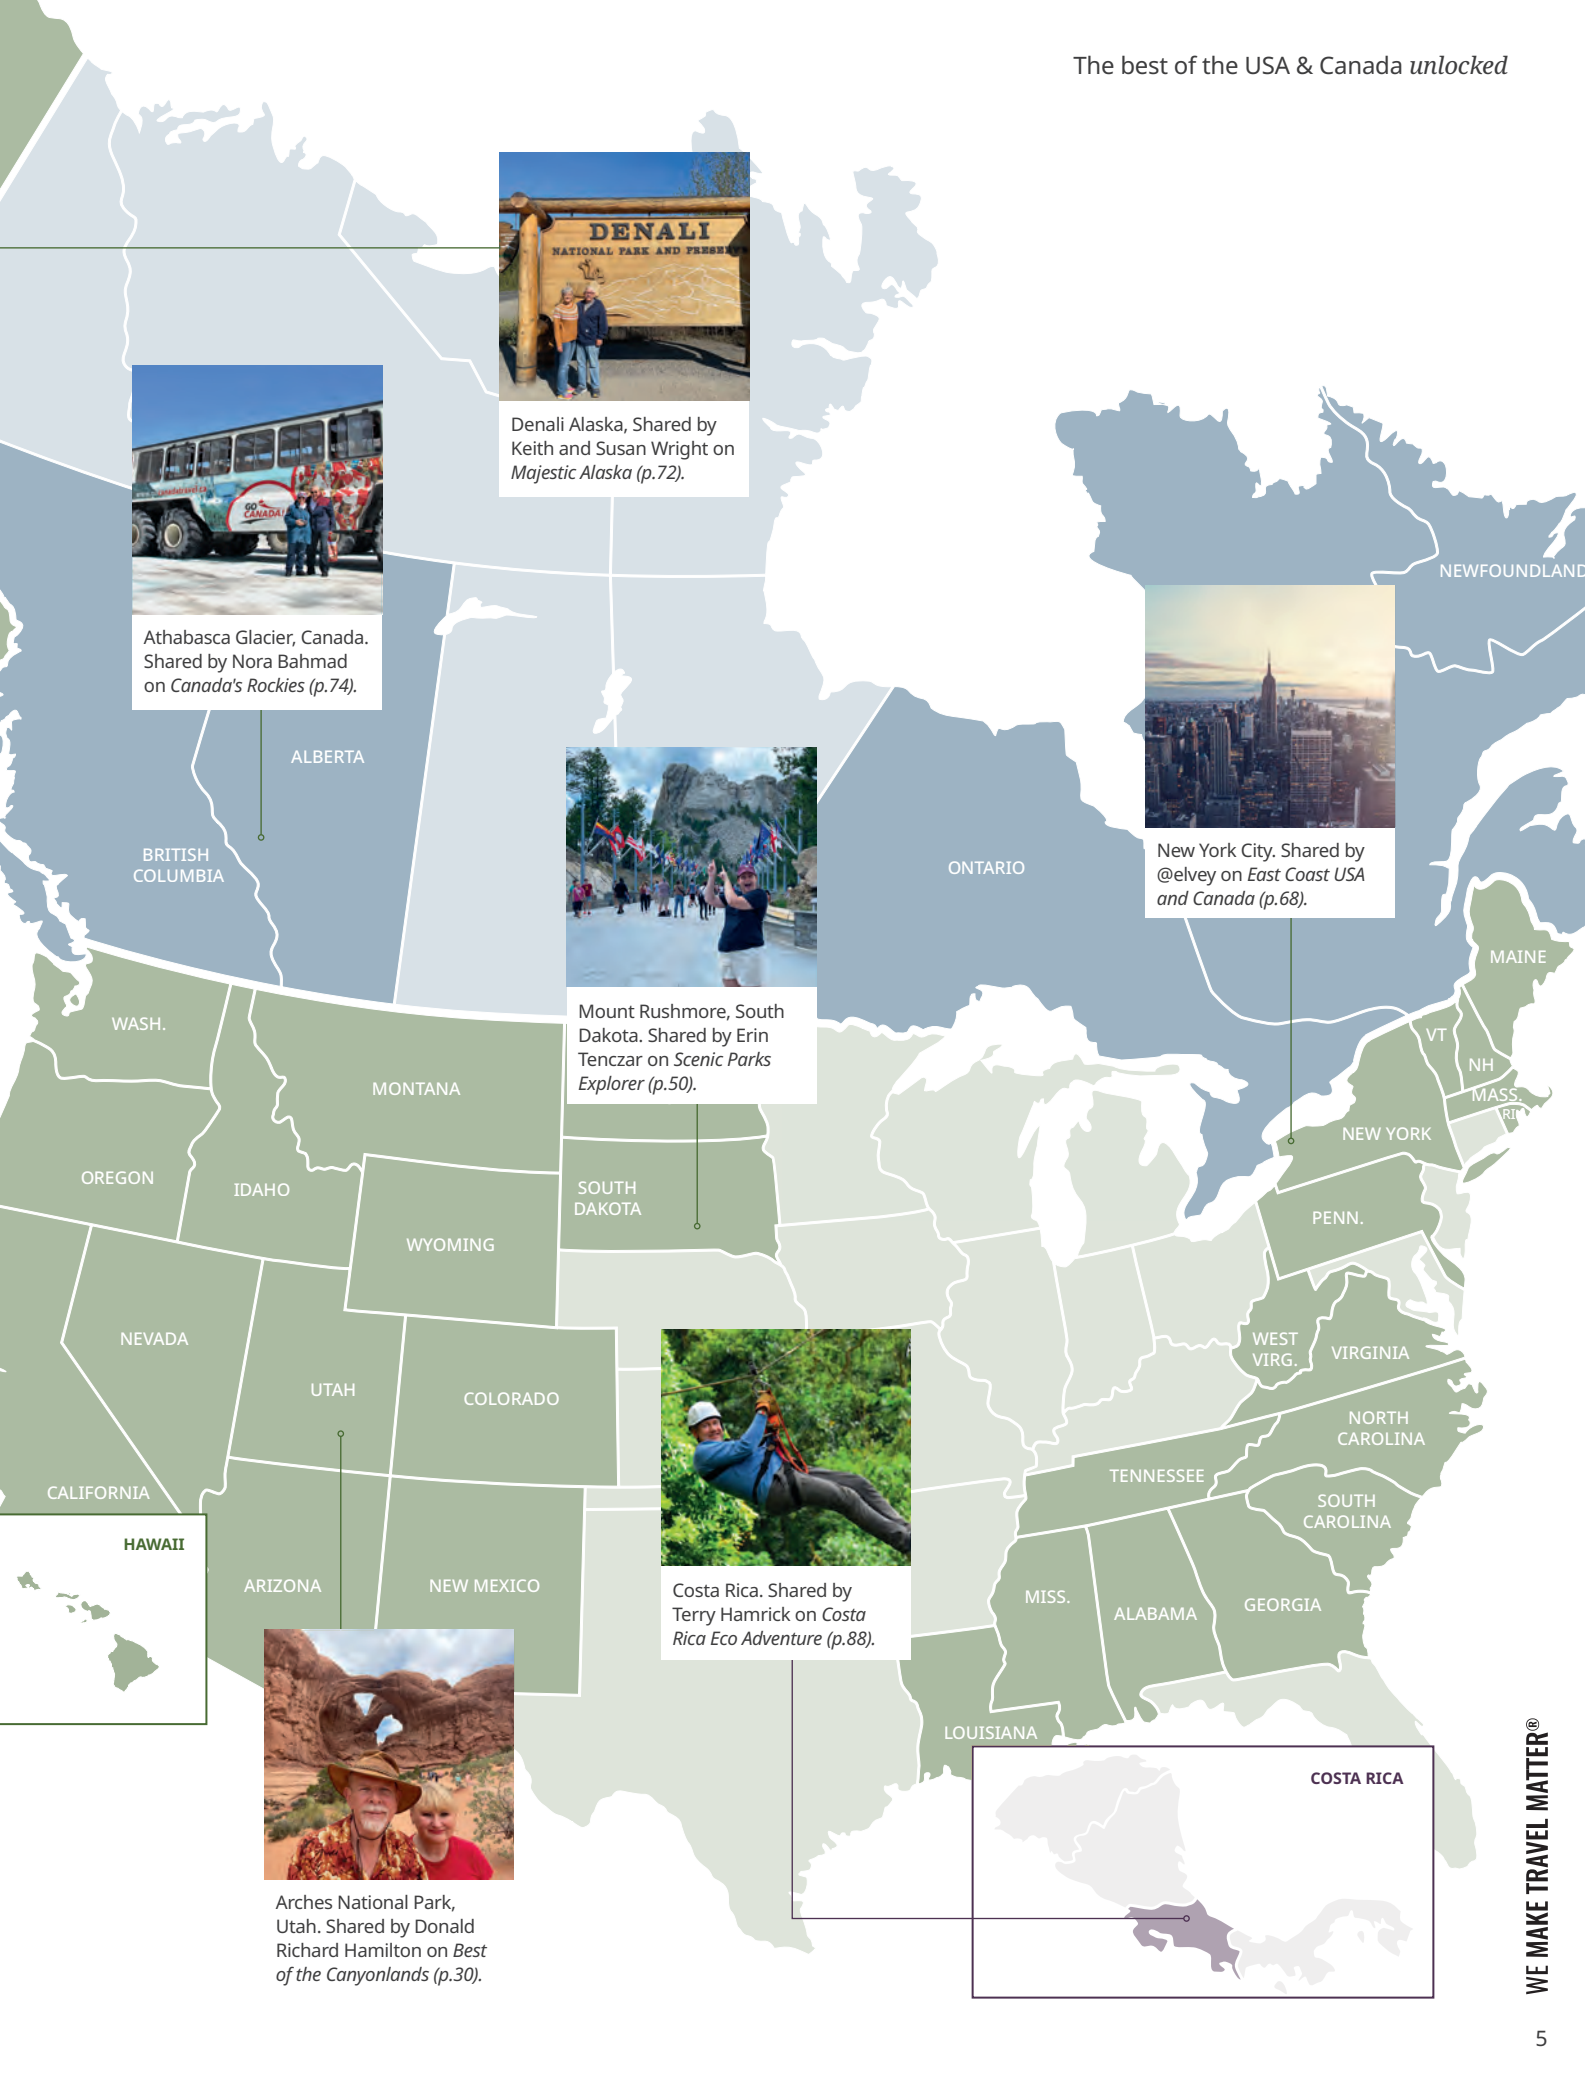 The best of the USA & Canada unlocked
DENALI
NATIONAL PARK AND PRESERVE
Denali Alaska, Shared by
Keith and Susan Wright on
Majestic Alaska (p.72).
GO
CANADA!
Athabasca Glacier, Canada.
Shared by Nora Bahmad
on Canada's Rockies (p.74).
NEWFOUNDLAND
ALBERTA
BRITISH
COLUMBIA
ONTARIO
New York City. Shared by
@elvey on East Coast USA
and Canada (p.68).
Mount Rushmore, South
Dakota. Shared by Erin
Tenczar on Scenic Parks
Explorer (p.50).
MAINE
WASH.
VT
NH
MASS.
RI
MONTANA
NEW YORK
OREGON
IDAHO
SOUTH
DAKOTA
PENN.
WYOMING
NEVADA
WEST
VIRG.
VIRGINIA
UTAH
COLORADO
NORTH
CAROLINA
TENNESSEE
CALIFORNIA
SOUTH
CAROLINA
HAWAII
ARIZONA
NEW MEXICO
MISS.
ALABAMA
GEORGIA
Costa Rica. Shared by
Terry Hamrick on Costa
Rica Eco Adventure (p.88).
LOUISIANA
COSTA RICA
Arches National Park,
Utah. Shared by Donald
Richard Hamilton on Best
of the Canyonlands (p.30).
WE MAKE TRAVEL MATTER®
5